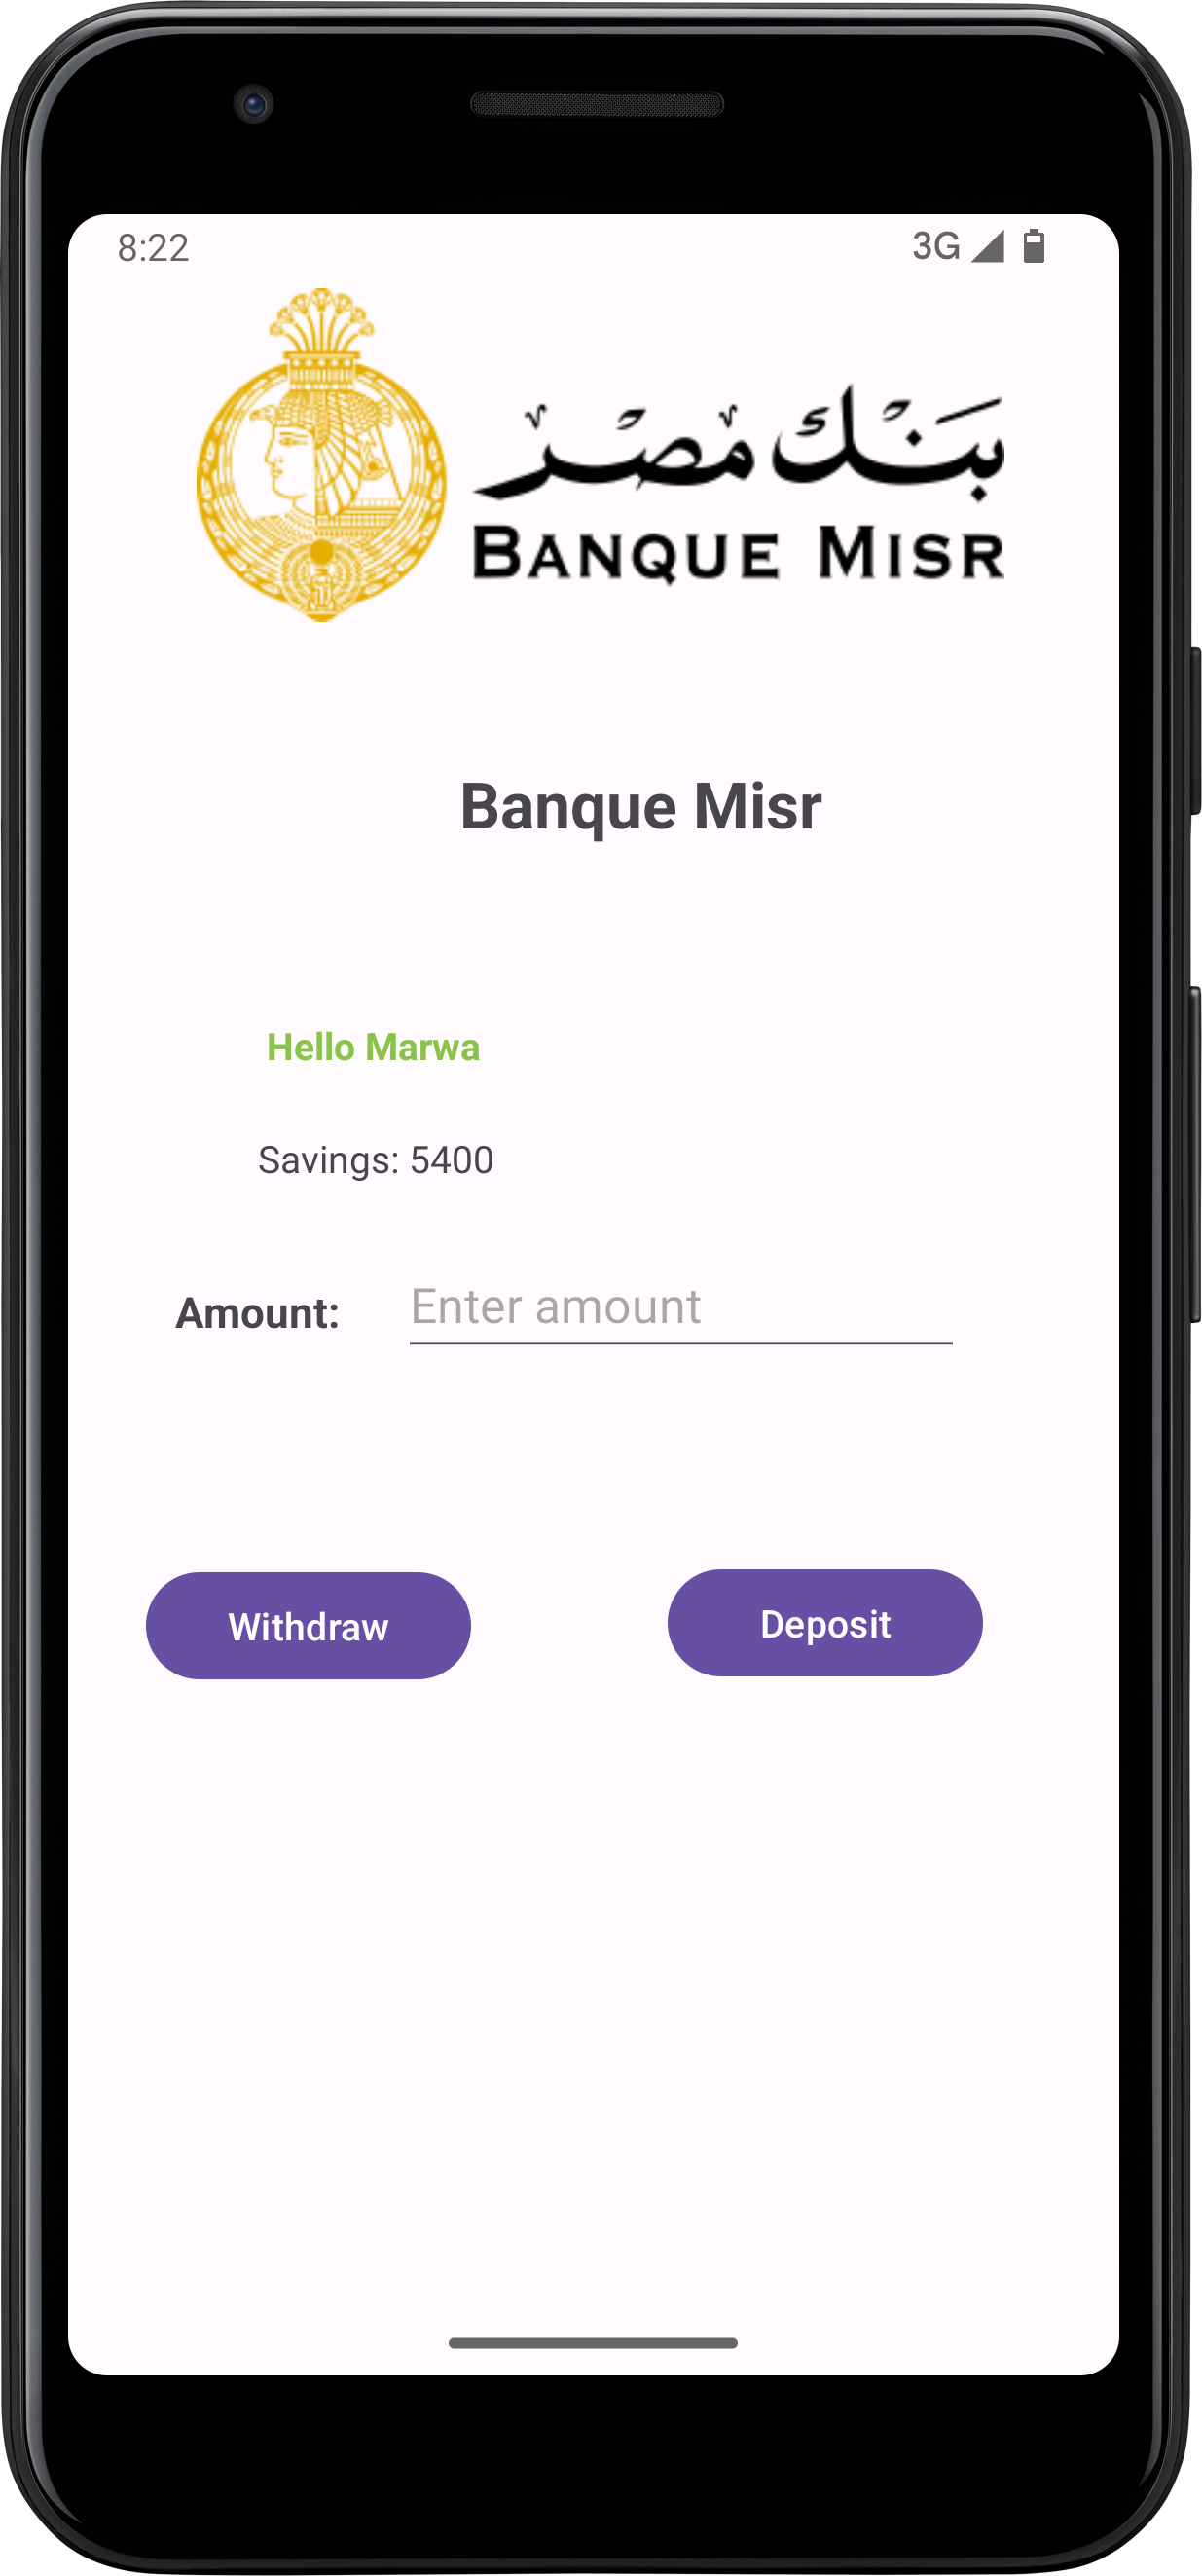 8:22 3G
بنك مصر
BANQUE MISR
Banque Misr
Hello Marwa
Savings: 5400
Amount: Enter amount
Withdraw Deposit